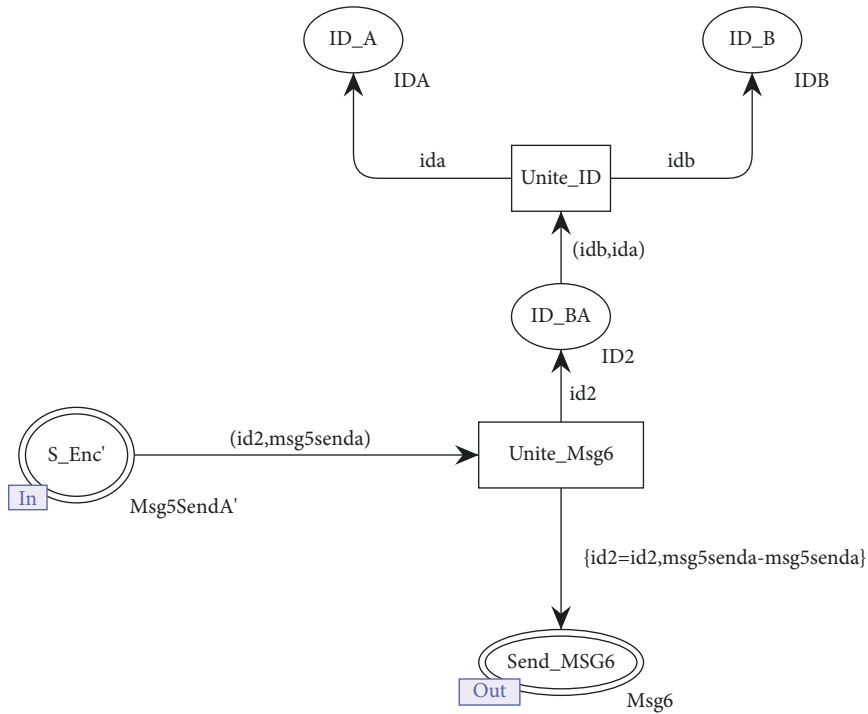 ID_A
ID_B
IDA
IDB
ida
Unite_ID
idb
(idb,ida)
ID_BA
ID2
id2
(id2,msg5senda)
S_Enc'
Unite_Msg6
In
Msg5SendA'
{id2=id2,msg5senda-msg5senda}
Send_MSG6
Out
Msg6